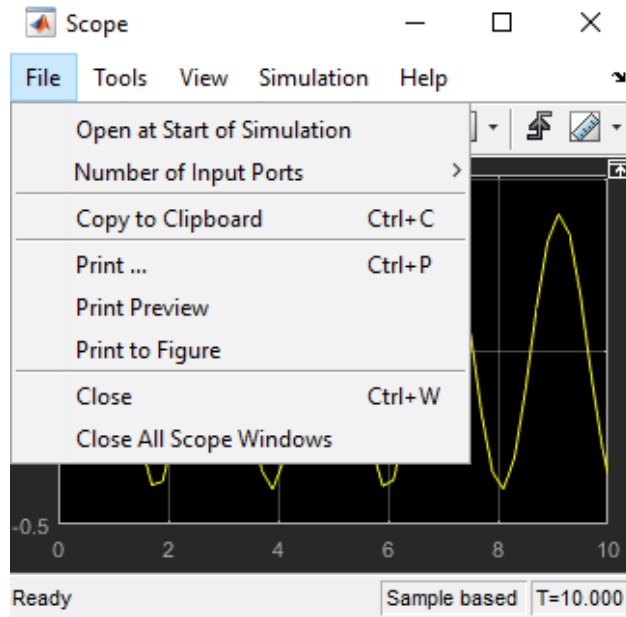 Scope
File Tools View Simulation Help
Open at Start of Simulation
Number of Input Ports
Copy to Clipboard Ctrl+C
Print ... Ctrl+P
Print Preview
Print to Figure
Close Ctrl+W
Close All Scope Windows
-0.5
0 2 4 6 8 10
Ready Sample based T=10.000